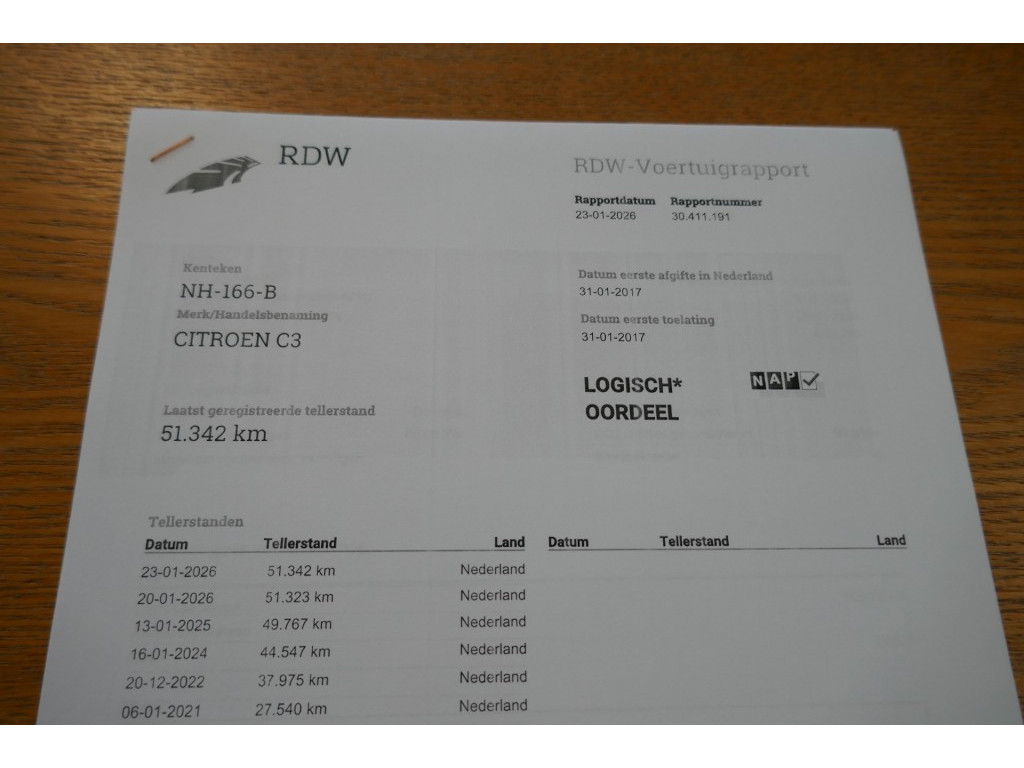 RDW
RDW-Voertuigrapport
Rapportdatum Rapportnummer
23-01-2026 30.411.191
Kenteken
NH-166-B
Merk/Handelsbenaming
CITROEN C3
Laatst geregistreerde tellerstand
51.342 km
Datum eerste afgifte in Nederland
31-01-2017
Datum eerste toelating
31-01-2017
LOGISCH*
OORDEEL
NAP
Tellerstanden
Datum Tellerstand Land Datum Tellerstand Land
23-01-2026 51.342 km Nederland
20-01-2026 51.323 km Nederland
13-01-2025 49.767 km Nederland
16-01-2024 44.547 km Nederland
20-12-2022 37.975 km Nederland
06-01-2021 27.540 km Nederland